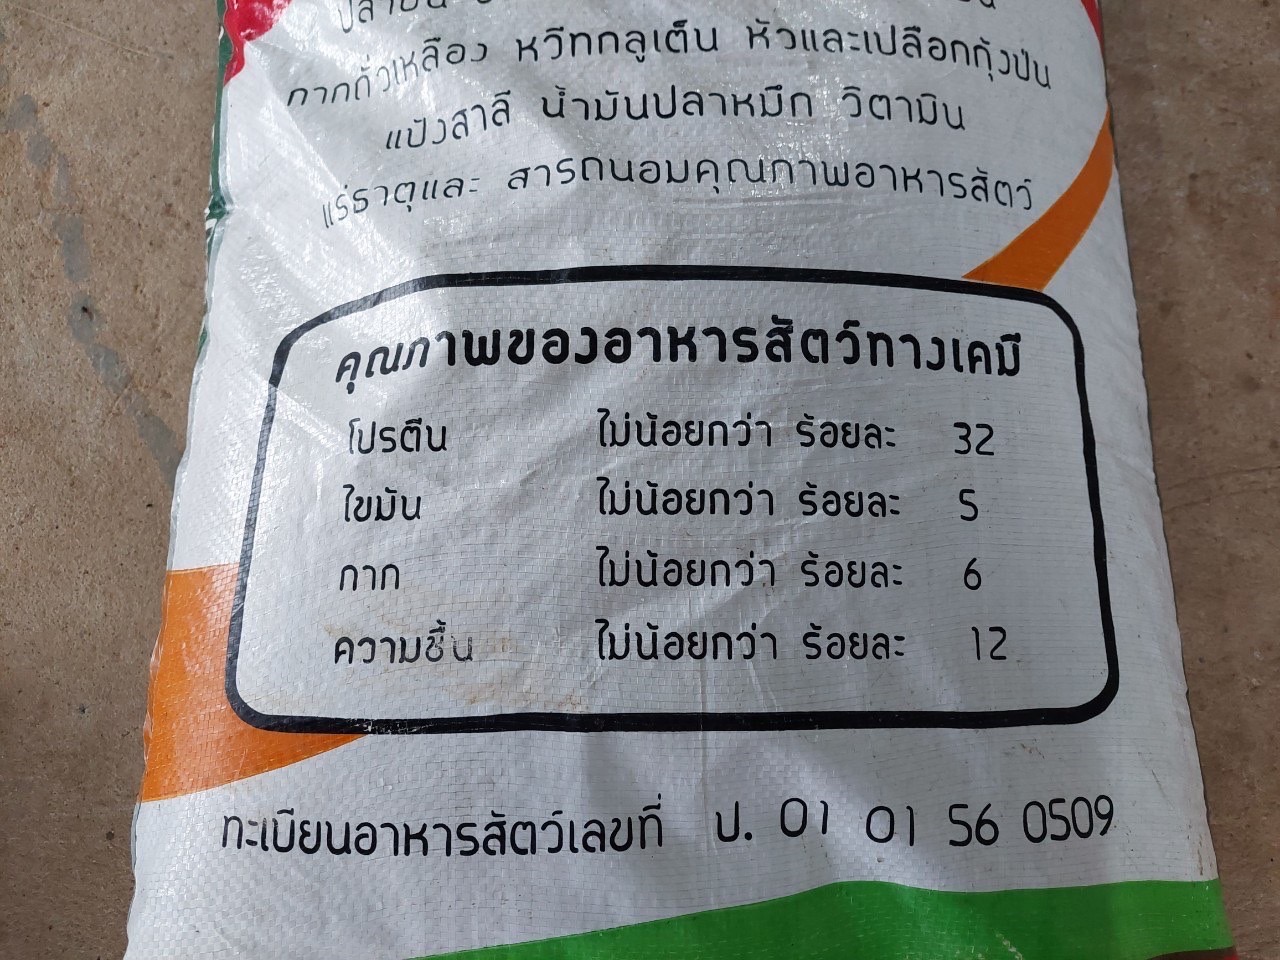 กากถั่วเหลือง หวีทกลูเต็น หัวและเปลือกกุ้งป่น
แป้งสาลี น้ำมันปลาหมึก วิตามิน
แร่ธาตุและ สารถนอมคุณภาพอาหารสัตว์
คุณภาพของอาหารสัตว์ทางเคมี
โปรตีน ไม่น้อยกว่า ร้อยละ 32
ไขมัน ไม่น้อยกว่า ร้อยละ 5
กาก ไม่น้อยกว่า ร้อยละ 6
ความชื้น ไม่น้อยกว่า ร้อยละ 12
ทะเบียนอาหารสัตว์เลขที่ ป. 01 01 56 0509